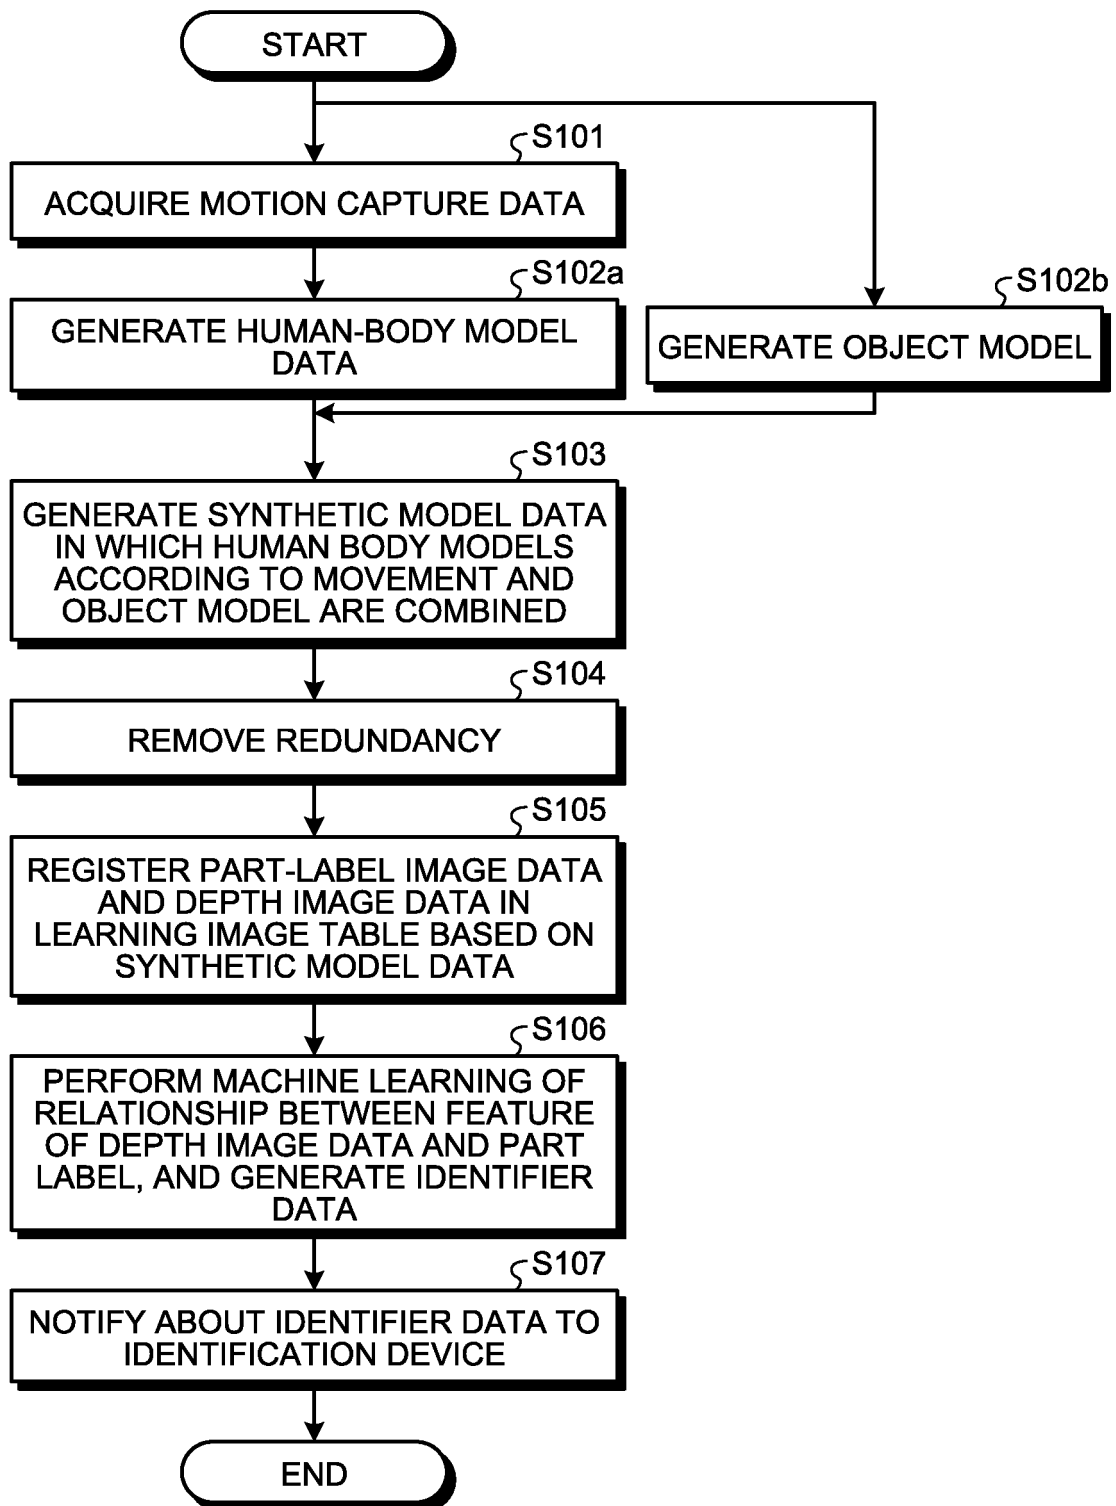 START
S101
ACQUIRE MOTION CAPTURE DATA
S102a
GENERATE HUMAN-BODY MODEL
DATA
S102b
GENERATE OBJECT MODEL
S103
GENERATE SYNTHETIC MODEL DATA
IN WHICH HUMAN BODY MODELS
ACCORDING TO MOVEMENT AND
OBJECT MODEL ARE COMBINED
S104
REMOVE REDUNDANCY
S105
REGISTER PART-LABEL IMAGE DATA
AND DEPTH IMAGE DATA IN
LEARNING IMAGE TABLE BASED ON
SYNTHETIC MODEL DATA
S106
PERFORM MACHINE LEARNING OF
RELATIONSHIP BETWEEN FEATURE
OF DEPTH IMAGE DATA AND PART
LABEL, AND GENERATE IDENTIFIER
DATA
S107
NOTIFY ABOUT IDENTIFIER DATA TO
IDENTIFICATION DEVICE
END